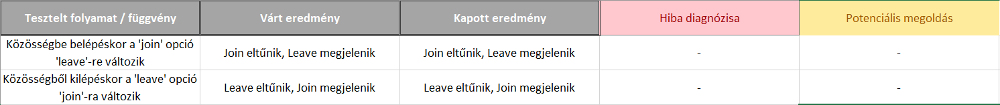 Tesztelt folyamat / függvény Várt eredmény Kapott eredmény Hiba diagnózisa Potenciális megoldás
Közösségbe belépéskor a 'join' opció
'leave'-re változik
Join eltűnik, Leave megjelenik Join eltűnik, Leave megjelenik - -
Közösségből kilépéskor a 'leave' opció
'join'-ra változik
Leave eltűnik, Join megjelenik Leave eltűnik, Join megjelenik - -